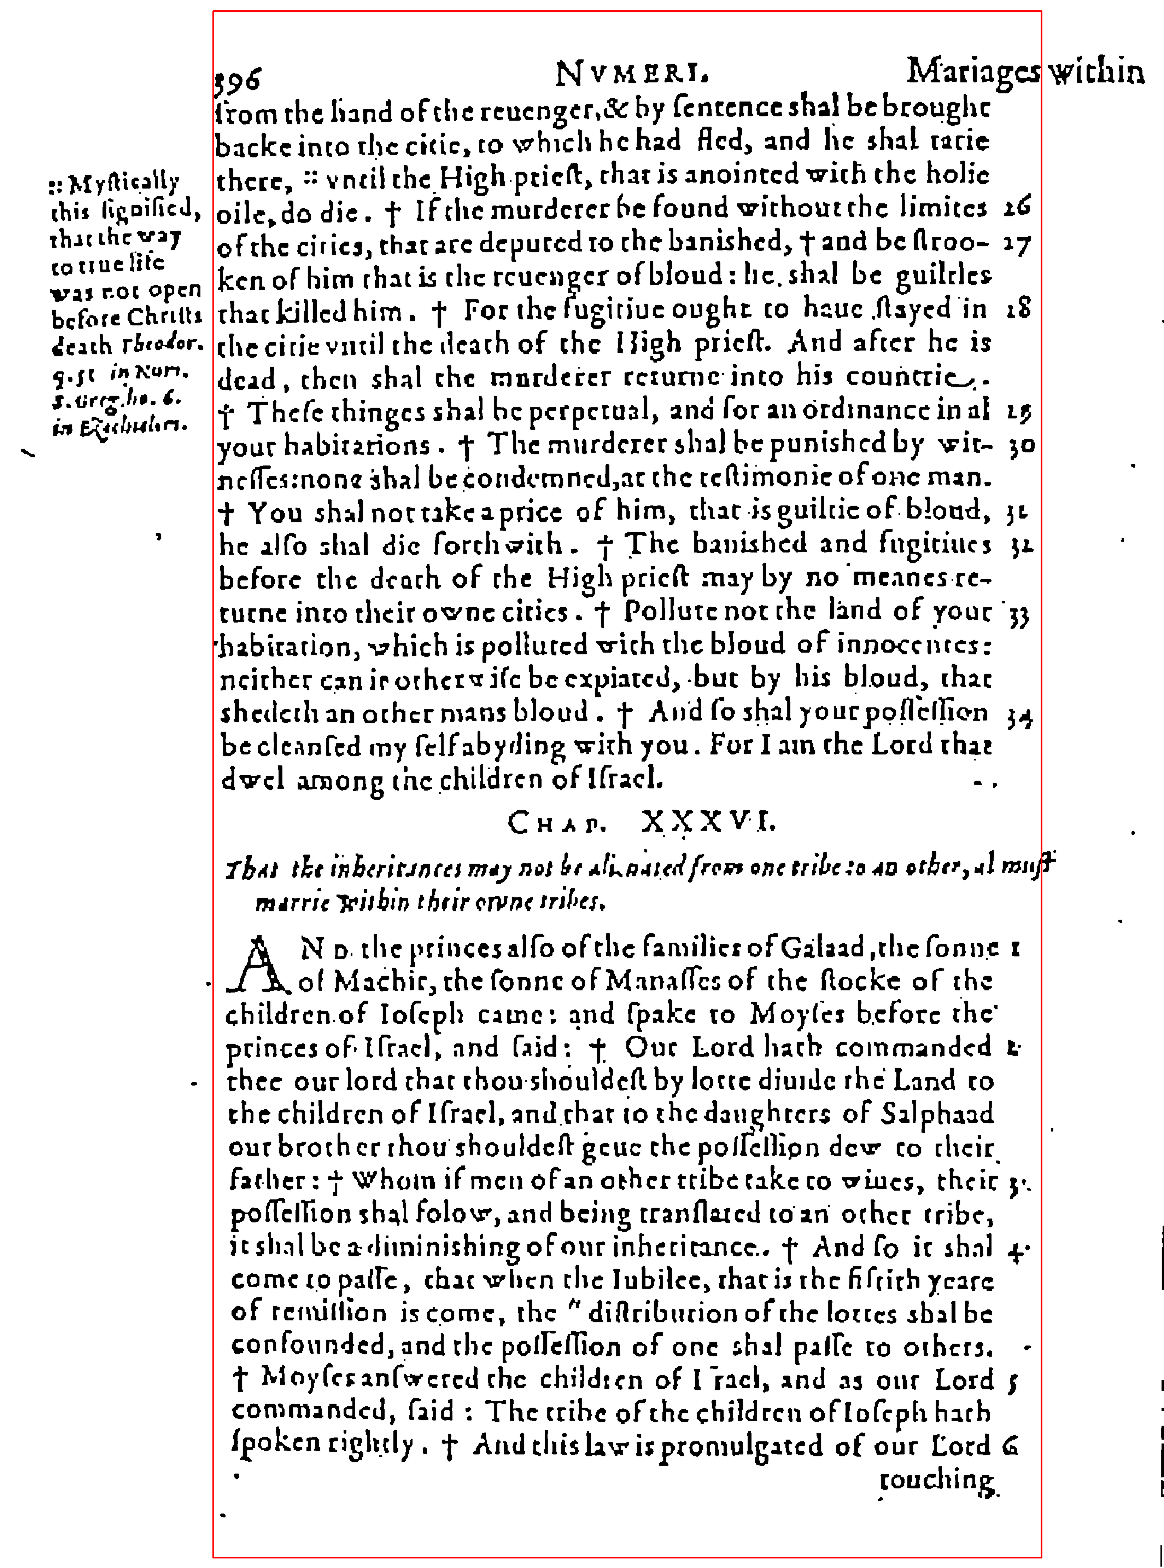 396 NVMERI. Mariages within
from the hand of the reuenger, & by ſentence shal be brought
backe into the citie, to which he had fled, and he shal tarie
there, :: vntil the High prieſt, that is anointed with the holie
oile, do die. † If the murderer be found without the limites 26
of the cities, that are deputed to the banished, † and be ſtroo- 27
ken of him that is the reuenger of bloud: he shal be guiltles
that killed him. † For the fugitiue ought to haue ſtayed in 28
the citie vntil the death of the High prieſt. And after he is
dead, then shal the murderer returne into his countrie.
† Theſe thinges shal be perpetual, and for an ordinance in al 29
your habitations. † The murderer shal be punished by wit- 30
neſſes: none shal be condemned, at the teſtimonie of one man.
† You shal not take a price of him, that is guiltie of bloud, 31
he alſo shal die forthwith. † The banished and fugitiues 32
before the death of the High prieſt may by no meanes re-
turne into their owne cities. † Pollute not the land of your 33
habitation, which is polluted with the bloud of innocentes:
neither can it otherwiſe be expiated, but by his bloud, that
shedeth an other mans bloud. † And ſo shal your poſſeſſion 34
be cleanſed my ſelf abyding with you. For I am the Lord that
dwel among the children of Iſrael.
:: Myſtically
this ſignified,
that the way
to true life
was not open
before Chriſts
death Theodor.
q. 51 in Num.
S. Greg. ho. 6.
in Ezechielem.
CHAP. XXXVI.
That the inheritances may not be alienated from one tribe to an other, al muſt
marrie within their owne tribes.
AND the princes alſo of the families of Galaad, the ſonne 1
of Machir, the ſonne of Manaſſes of the ſtocke of the
children of Ioſeph came: and ſpake to Moyſes before the
princes of Iſrael, and ſaid: † Our Lord hath commanded 2
thee our lord that thou shouldeſt by lotte diuide the Land to
the children of Iſrael, and that to the daughters of Salphaad
our brother thou shouldeſt geue the poſſeſſion dew to their
father: † Whom if men of an other tribe take to wiues, their 3
poſſeſſion shal folow, and being tranſlated to an other tribe,
it shal be a diminishing of our inheritance. † And ſo it shal 4
come to paſſe, that when the Iubilee, that is the fiftith yeare
of remiſſion is come, the " diſtribution of the lottes shal be
confounded, and the poſſeſſion of one shal paſſe to others.
† Moyſes anſwered the children of Iſrael, and as our Lord 5
commanded, ſaid: The tribe of the children of Ioſeph hath
ſpoken rightly. † And this law is promulgated of our Lord 6
touching